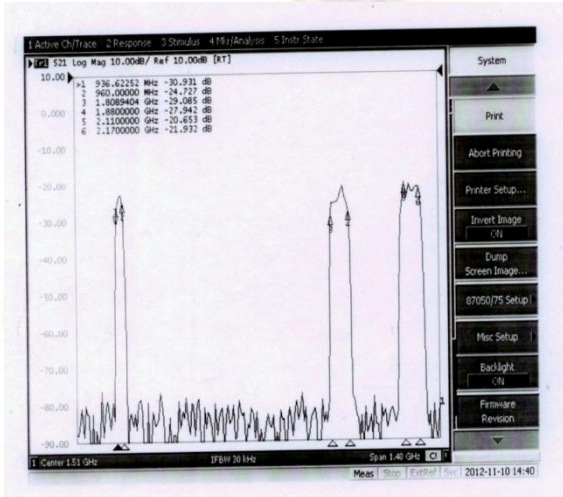 1 Active Ch/Trace 2 Response 3 Stimulus 4 Mkr/Analysis 5 Instr State
Tr1 S21 Log Mag 10.00dB/ Ref 10.00dB [RT]
>1 936.62252 MHz -30.931 dB
2 960.00000 MHz -24.727 dB
3 1.8089404 GHz -29.085 dB
4 1.8800000 GHz -27.942 dB
5 2.1100000 GHz -20.653 dB
6 2.1700000 GHz -21.932 dB
10.00
0.000
-10.00
-20.00
-30.00
-40.00
-50.00
-60.00
-70.00
-80.00
-90.00
1
1 Center 1.51 GHz IFBW 30 kHz Span 1.40 GHz C!
Meas Stop ExtRef Svc 2012-11-10 14:40
System
Print
Abort Printing
Printer Setup...
Invert Image
ON
Dump
Screen Image...
87050/75 Setup
Misc Setup
Backlight
ON
Firmware
Revision